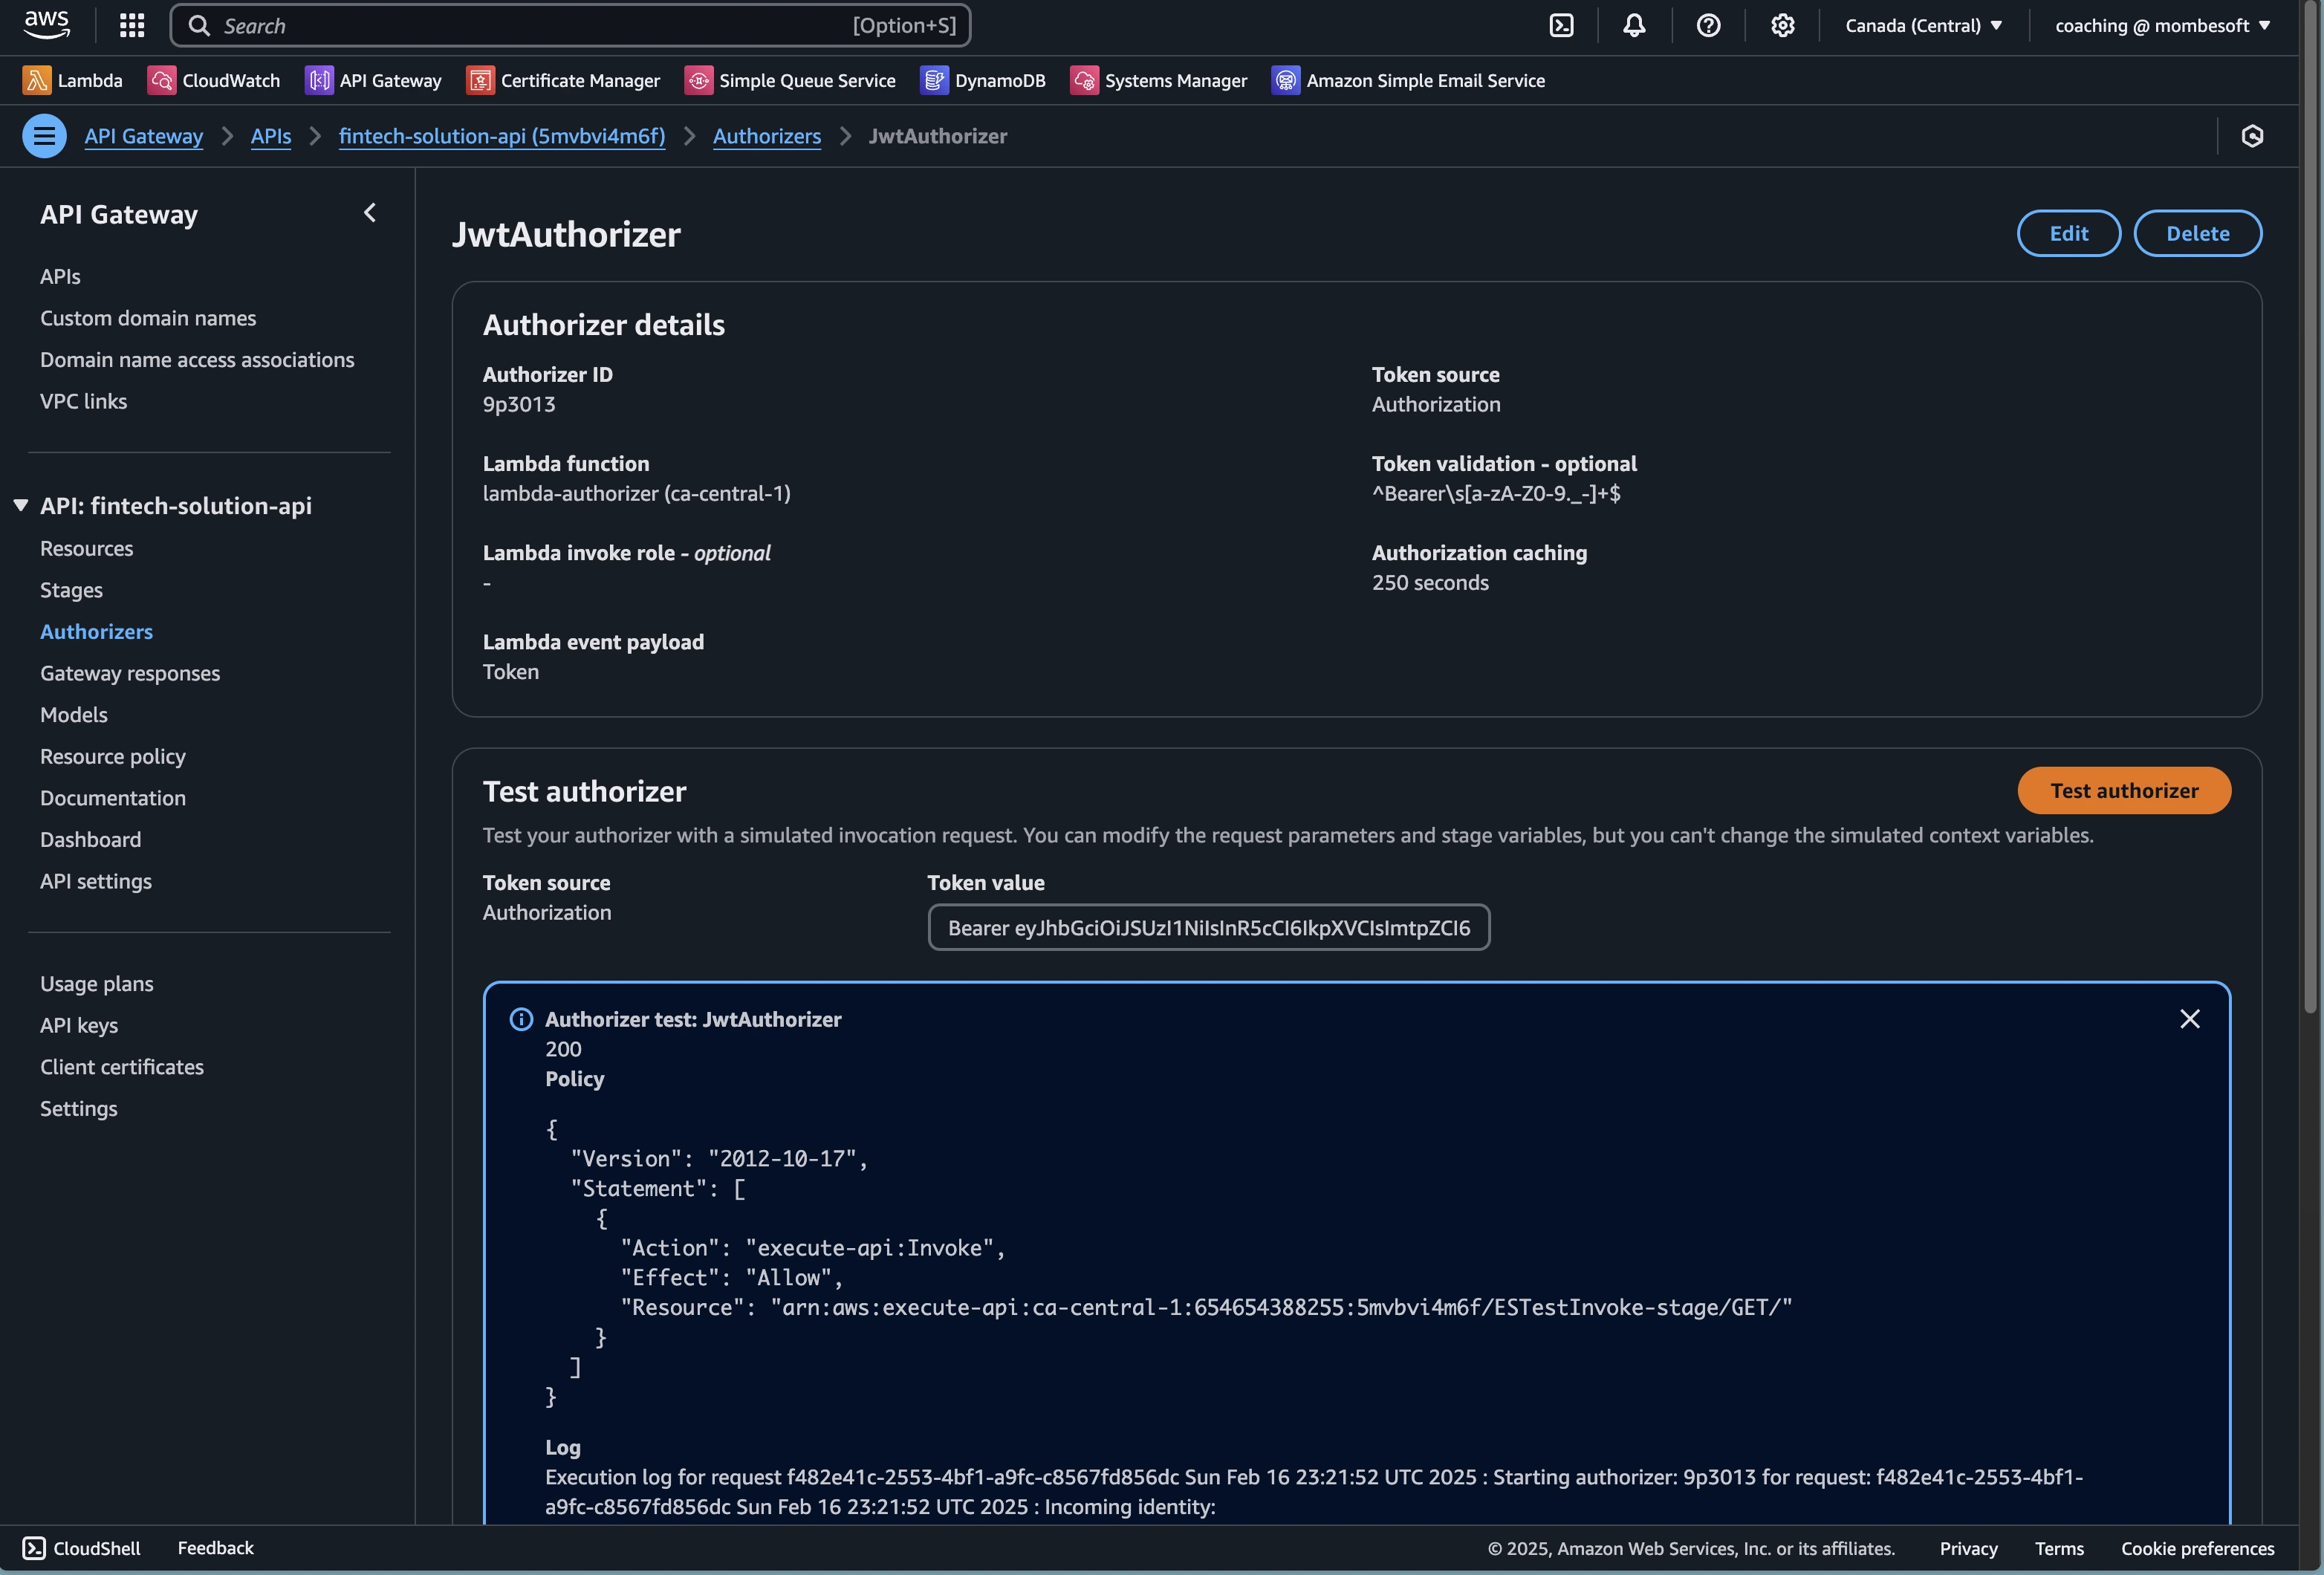 aws
Search [Option+S]
Canada (Central)
coaching @ mombesoft
Lambda
CloudWatch
API Gateway
Certificate Manager
Simple Queue Service
DynamoDB
Systems Manager
Amazon Simple Email Service
API Gateway
APIs
fintech-solution-api (5mvbvi4m6f)
Authorizers
JwtAuthorizer
API Gateway
APIs
Custom domain names
Domain name access associations
VPC links
API: fintech-solution-api
Resources
Stages
Authorizers
Gateway responses
Models
Resource policy
Documentation
Dashboard
API settings
Usage plans
API keys
Client certificates
Settings
JwtAuthorizer
Edit
Delete
Authorizer details
Authorizer ID
9p3013
Lambda function
lambda-authorizer (ca-central-1)
Lambda invoke role - optional
-
Lambda event payload
Token
Token source
Authorization
Token validation - optional
^Bearer\s[a-zA-Z0-9._-]+$
Authorization caching
250 seconds
Test authorizer
Test authorizer
Test your authorizer with a simulated invocation request. You can modify the request parameters and stage variables, but you can't change the simulated context variables.
Token source
Authorization
Token value
Bearer eyJhbGciOiJSUzI1NiIsInR5cCI6IkpXVCIsImtpZCI6
Authorizer test: JwtAuthorizer
200
Policy
{
"Version": "2012-10-17",
"Statement": [
{
"Action": "execute-api:Invoke",
"Effect": "Allow",
"Resource": "arn:aws:execute-api:ca-central-1:654654388255:5mvbvi4m6f/ESTestInvoke-stage/GET/"
}
]
}
Log
Execution log for request f482e41c-2553-4bf1-a9fc-c8567fd856dc Sun Feb 16 23:21:52 UTC 2025 : Starting authorizer: 9p3013 for request: f482e41c-2553-4bf1-
a9fc-c8567fd856dc Sun Feb 16 23:21:52 UTC 2025 : Incoming identity:
CloudShell
Feedback
© 2025, Amazon Web Services, Inc. or its affiliates.
Privacy
Terms
Cookie preferences